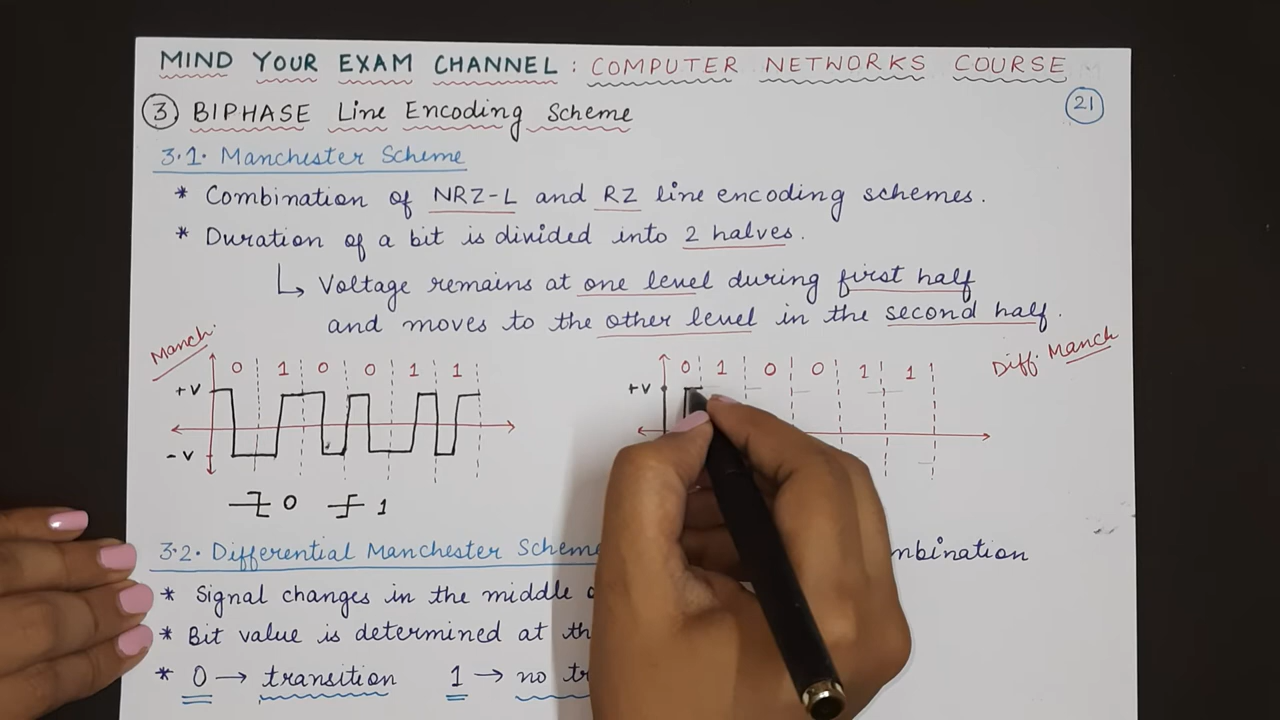 MIND YOUR EXAM CHANNEL : COMPUTER NETWORKS COURSE
③ BIPHASE Line Encoding Scheme
21
3.1. Manchester Scheme
* Combination of NRZ-L and RZ line encoding schemes.
* Duration of a bit is divided into 2 halves.
↳ Voltage remains at one level during first half
and moves to the other level in the second half.
Manch.
0 1 0 0 1 1
+V
-V
0 1
0 1 0 0 1 1
+V
Diff. Manch
3.2. Differential Manchester Scheme
* Signal changes in the middle
* Bit value is determined at
* 0 → transition 1 → no